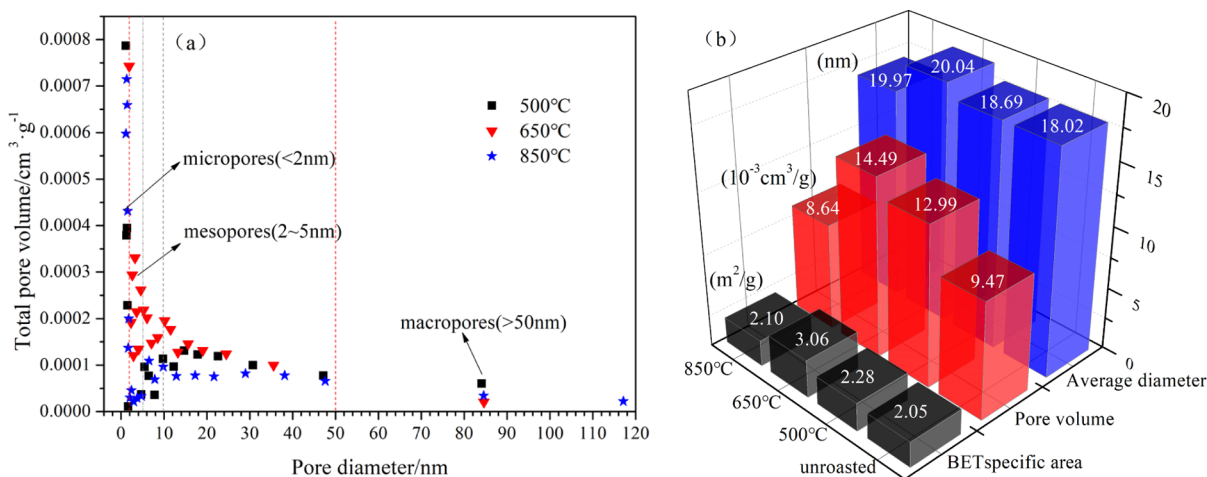 (a)
Total pore volume/cm³·g⁻¹
0.0008
0.0007
0.0006
0.0005
0.0004
0.0003
0.0002
0.0001
0.0000
500℃
650℃
850℃
micropores(<2nm)
mesopores(2~5nm)
macropores(>50nm)
0 10 20 30 40 50 60 70 80 90 100 110 120
Pore diameter/nm
(b)
(nm)
19.97
20.04
18.69
18.02
(10⁻³cm³/g)
8.64
14.49
12.99
9.47
(m²/g)
2.10
3.06
2.28
2.05
20
15
10
5
0
850℃
650℃
500℃
unroasted
Average diameter
Pore volume
BETspecific area